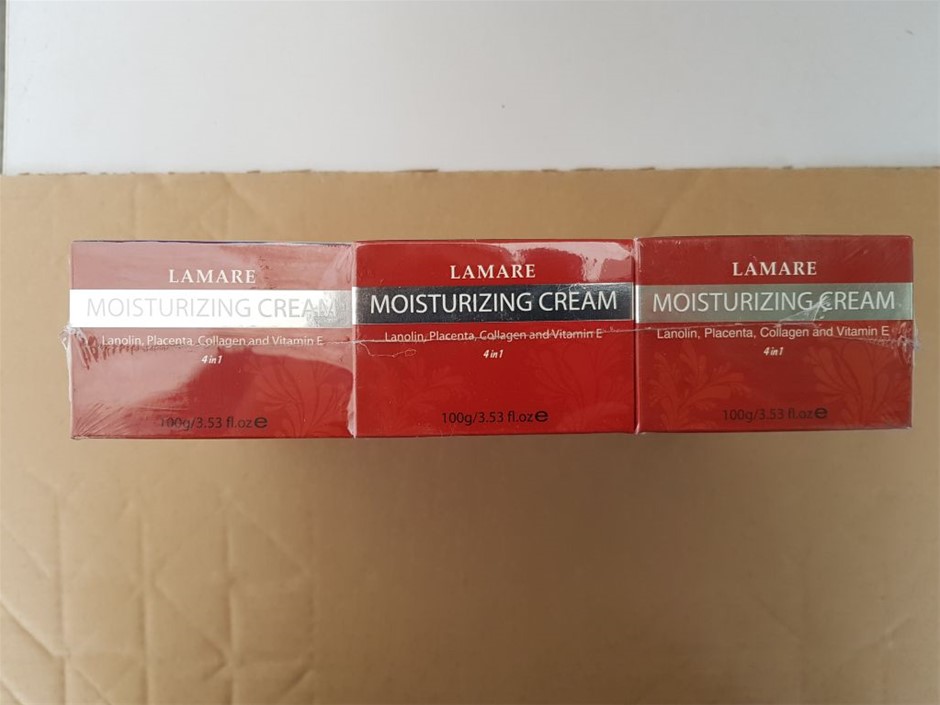 LAMARE
MOISTURIZING CREAM
Lanolin, Placenta, Collagen and Vitamin E
4 in 1
100g/3.53 fl.oz e
LAMARE
MOISTURIZING CREAM
Lanolin, Placenta, Collagen and Vitamin E
4 in 1
100g/3.53 fl.oz e
LAMARE
MOISTURIZING CREAM
Lanolin, Placenta, Collagen and Vitamin E
4 in 1
100g/3.53 fl.oz e